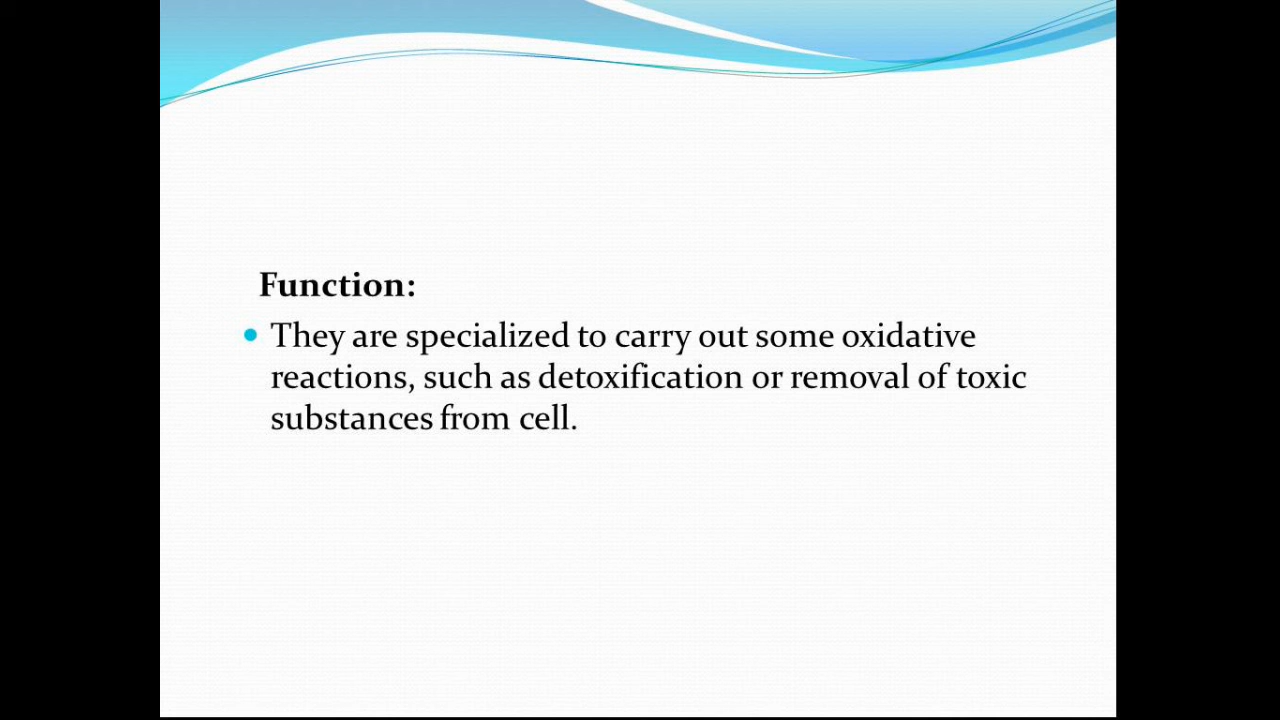 Function:
• They are specialized to carry out some oxidative
reactions, such as detoxification or removal of toxic
substances from cell.